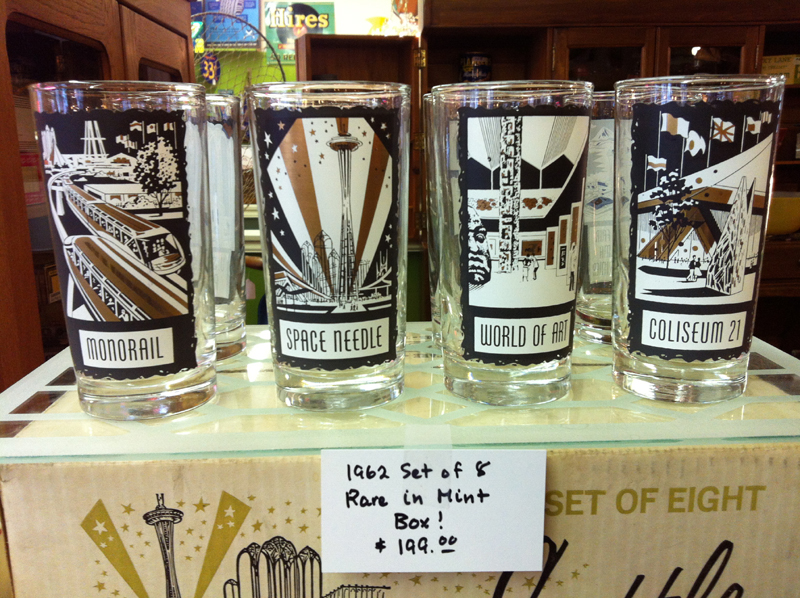 Hires
MONORAIL
SPACE NEEDLE
WORLD OF ART
COLISEUM 21
1962 Set of 8
Rare in Mint
Box!
$199.00
SET OF EIGHT